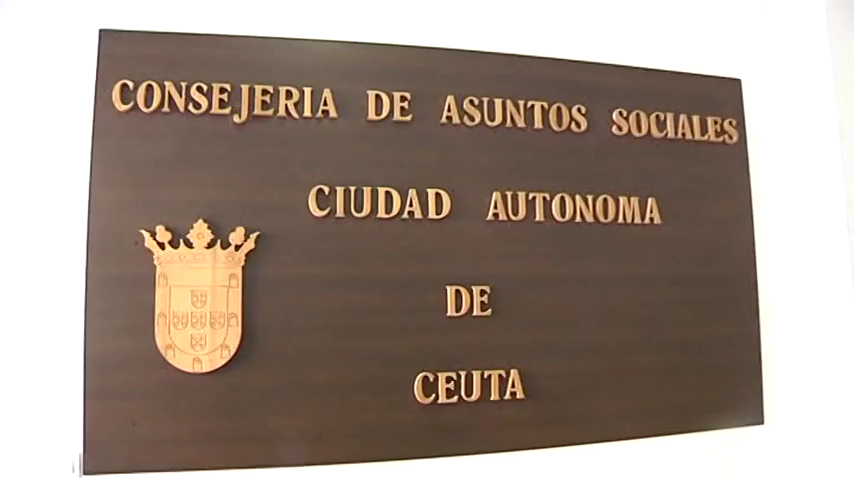 CONSEJERIA DE ASUNTOS SOCIALES
CIUDAD AUTONOMA
DE
CEUTA